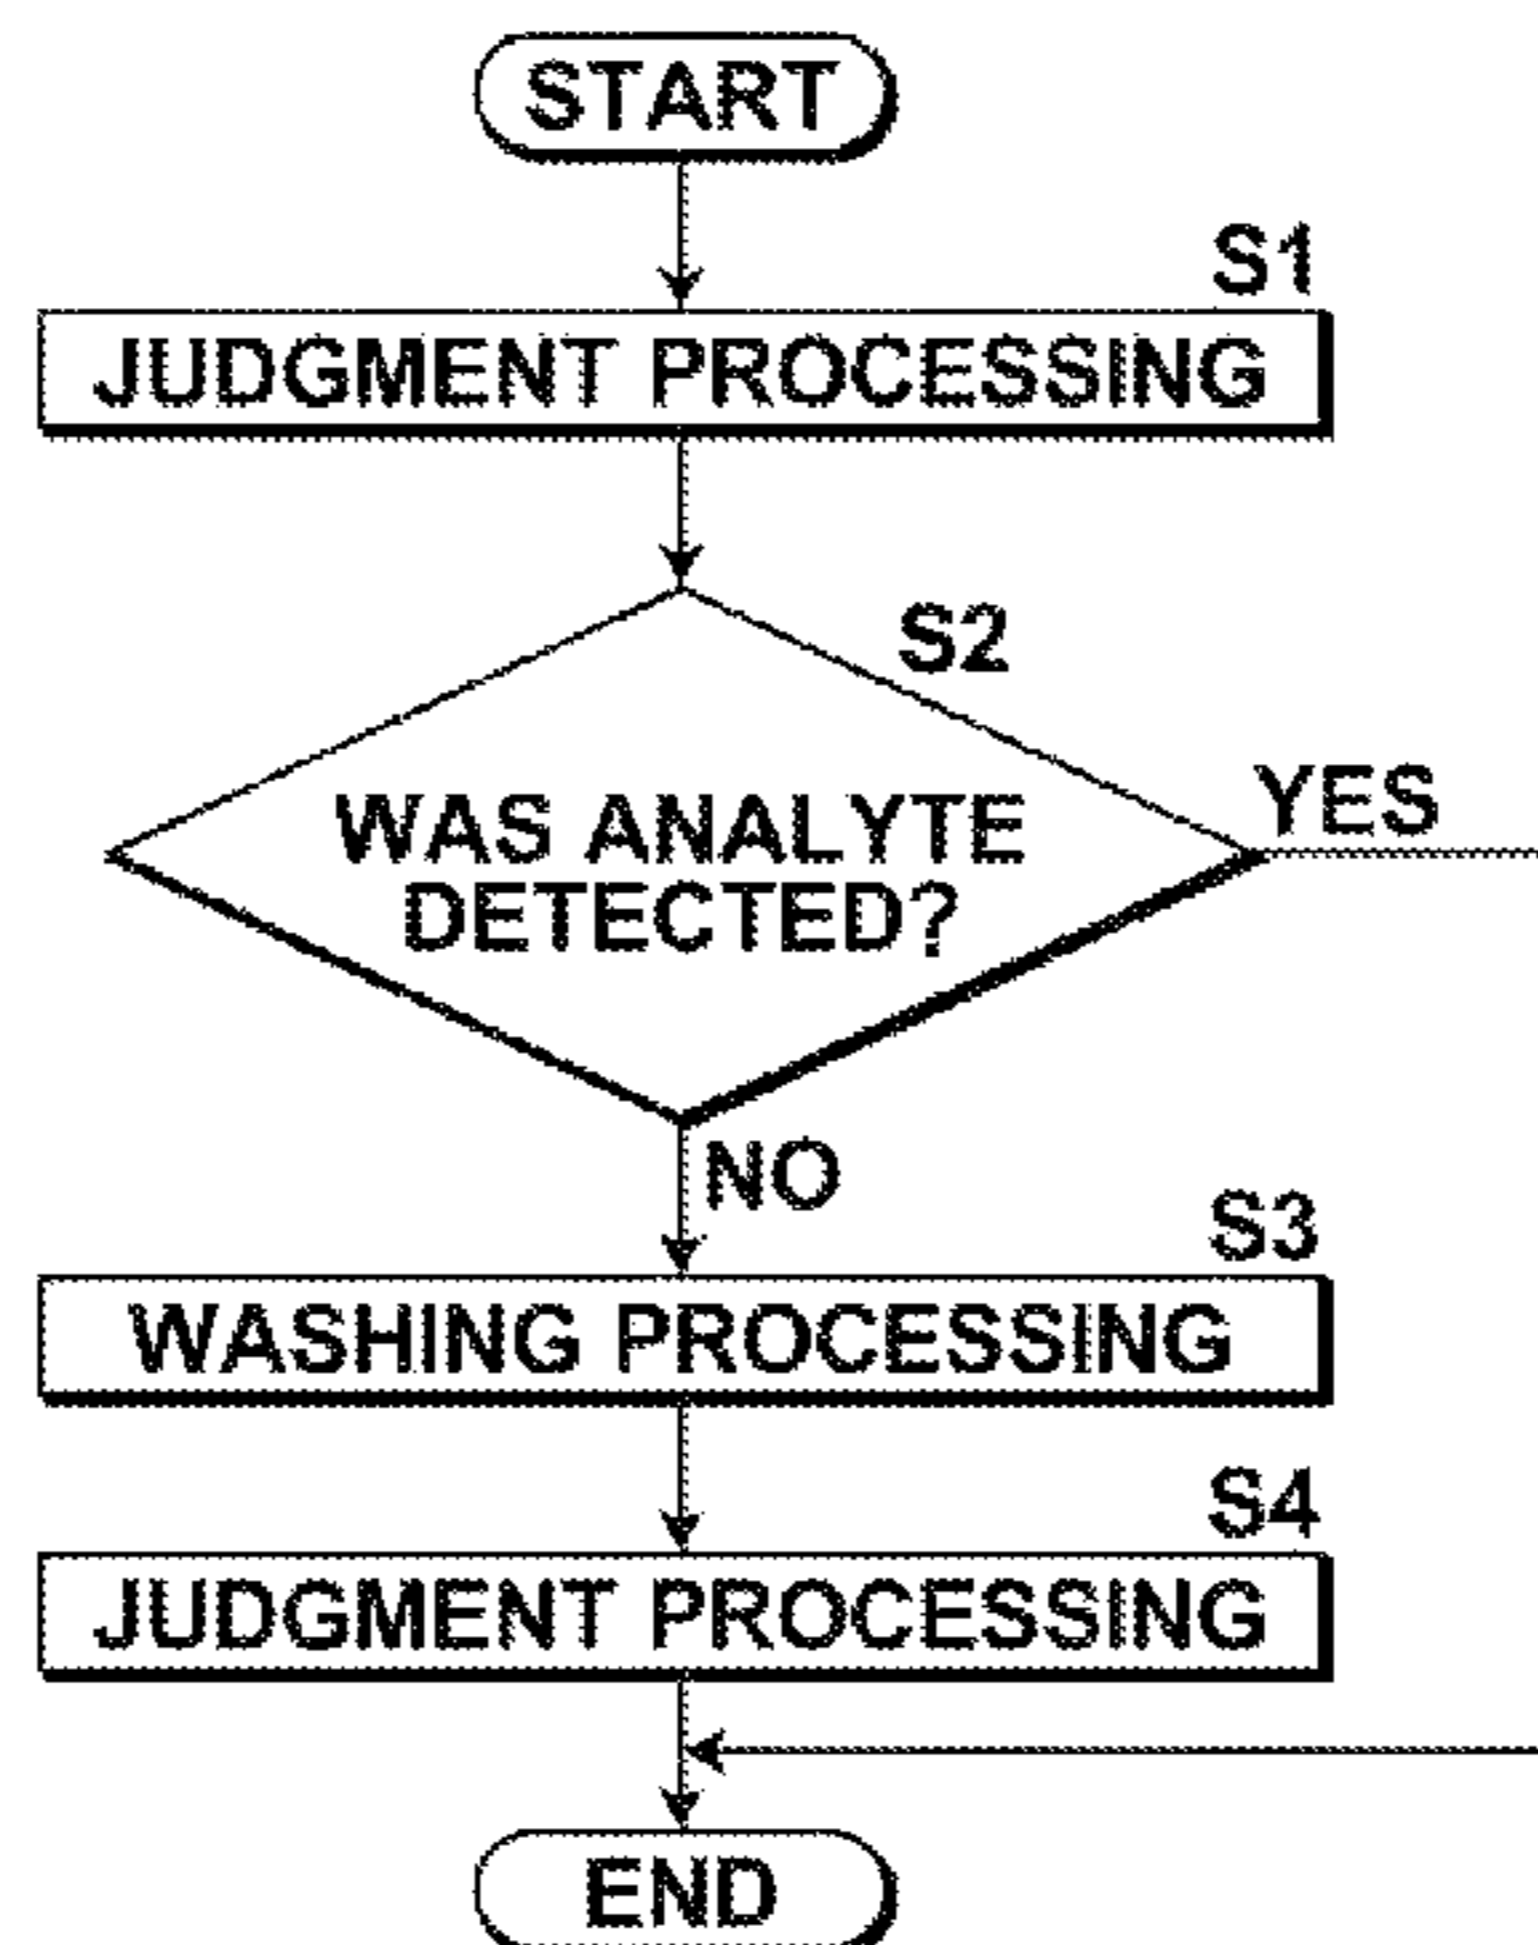 START
S1
JUDGMENT PROCESSING
S2
WAS ANALYTE
DETECTED?
YES
NO
S3
WASHING PROCESSING
S4
JUDGMENT PROCESSING
END